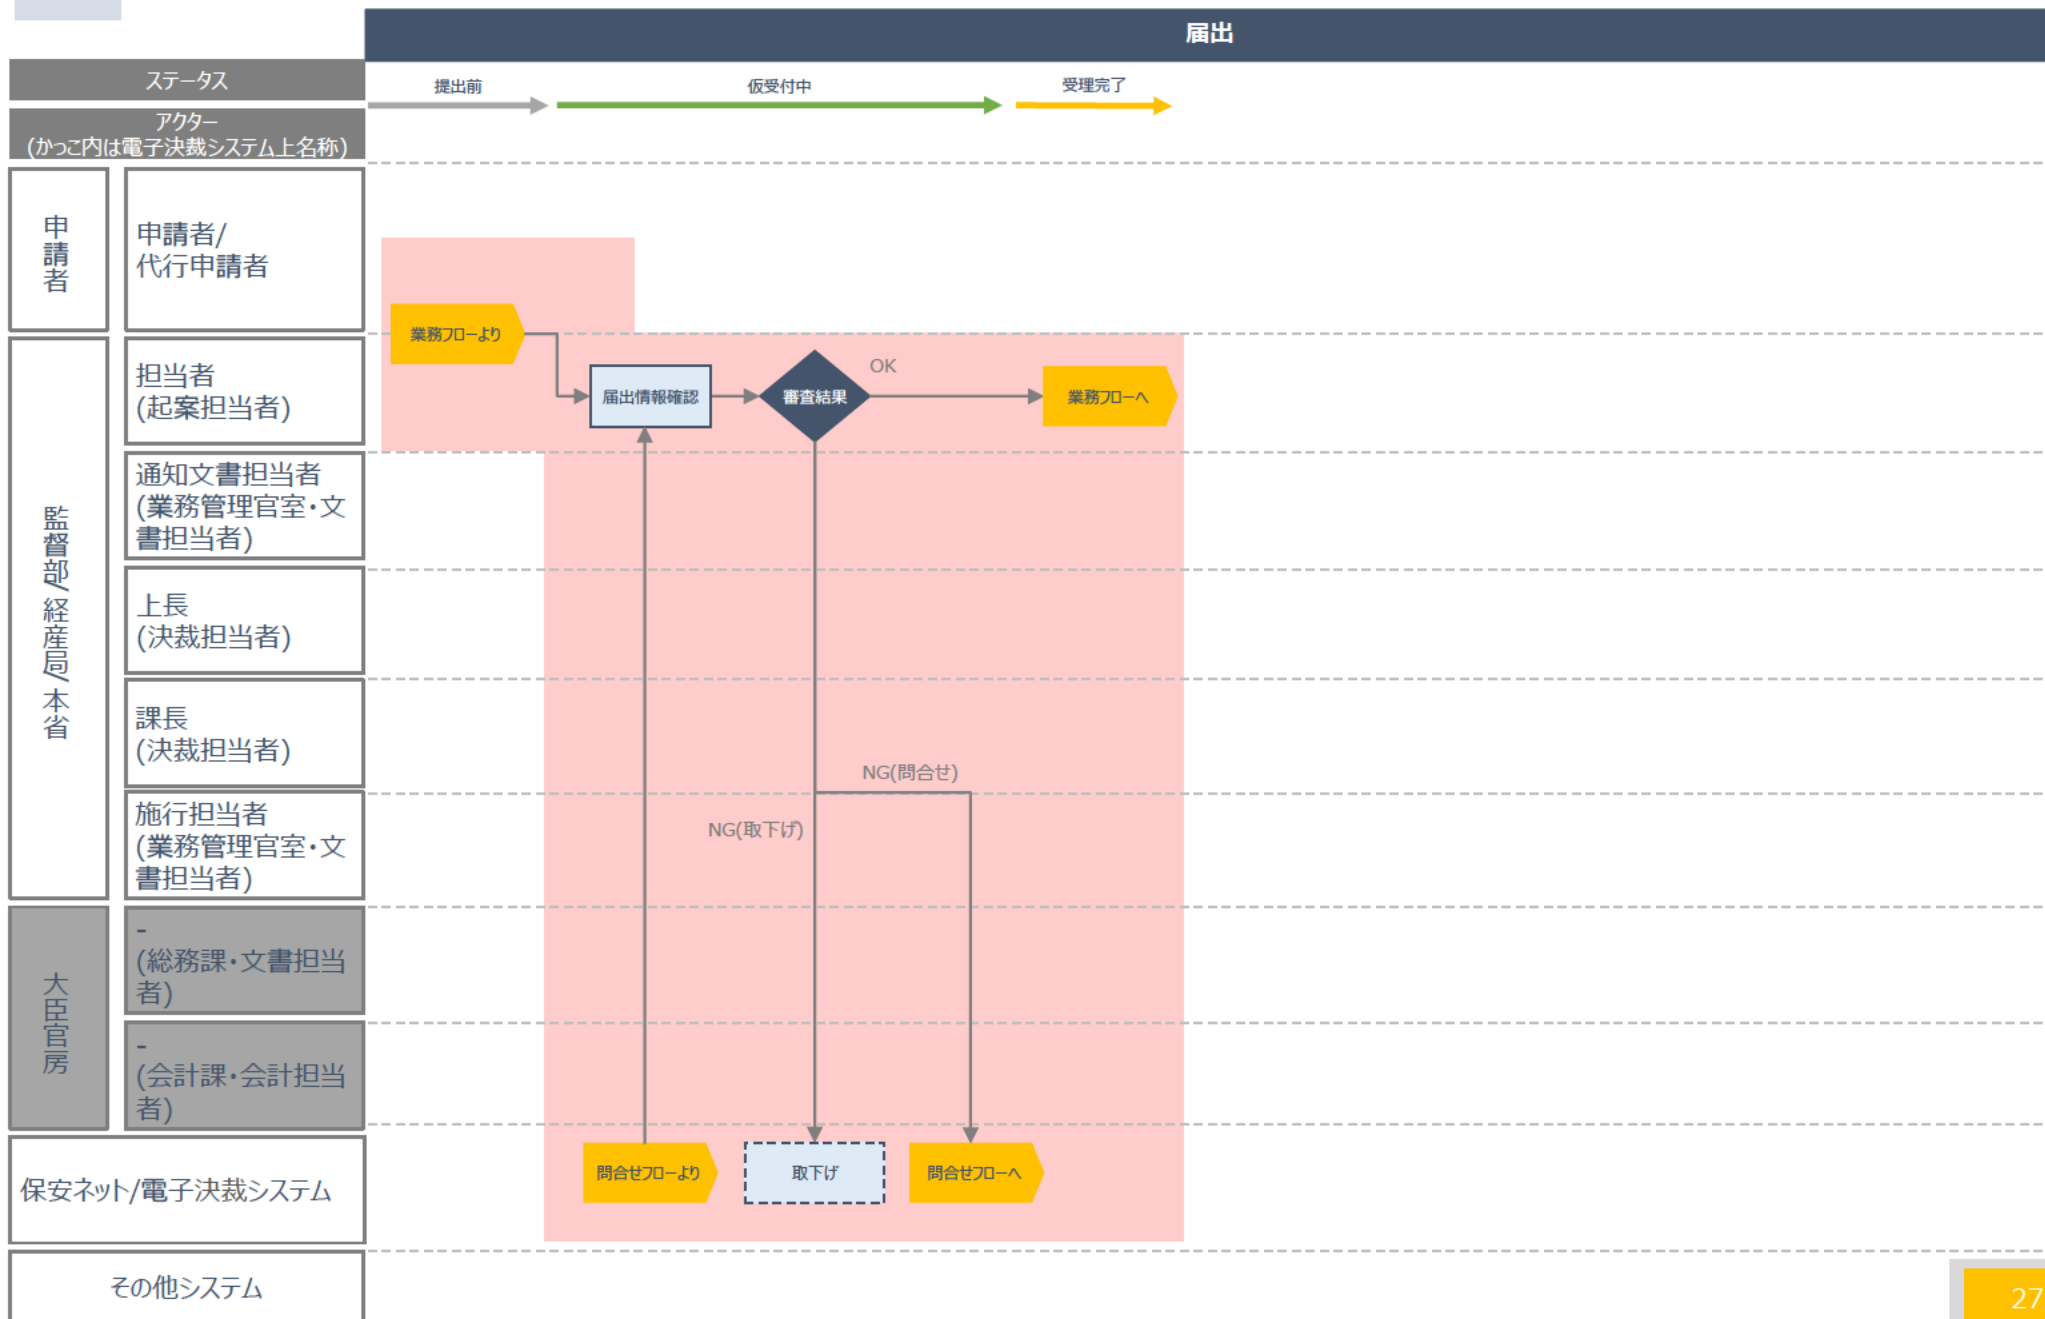 届出
ステータス
提出前
仮受付中
受理完了
アクター
(かっこ内は電子決裁システム上名称)
申請者
申請者/
代行申請者
業務フローより
監督部/経産局/本省
担当者
(起案担当者)
届出情報確認
審査結果
OK
業務フローへ
通知文書担当者
(業務管理官室・文
書担当者)
上長
(決裁担当者)
課長
(決裁担当者)
NG(問合せ)
施行担当者
(業務管理官室・文
書担当者)
NG(取下げ)
大臣官房
-
(総務課・文書担当
者)
-
(会計課・会計担当
者)
保安ネット/電子決裁システム
問合せフローより
取下げ
問合せフローへ
その他システム
27